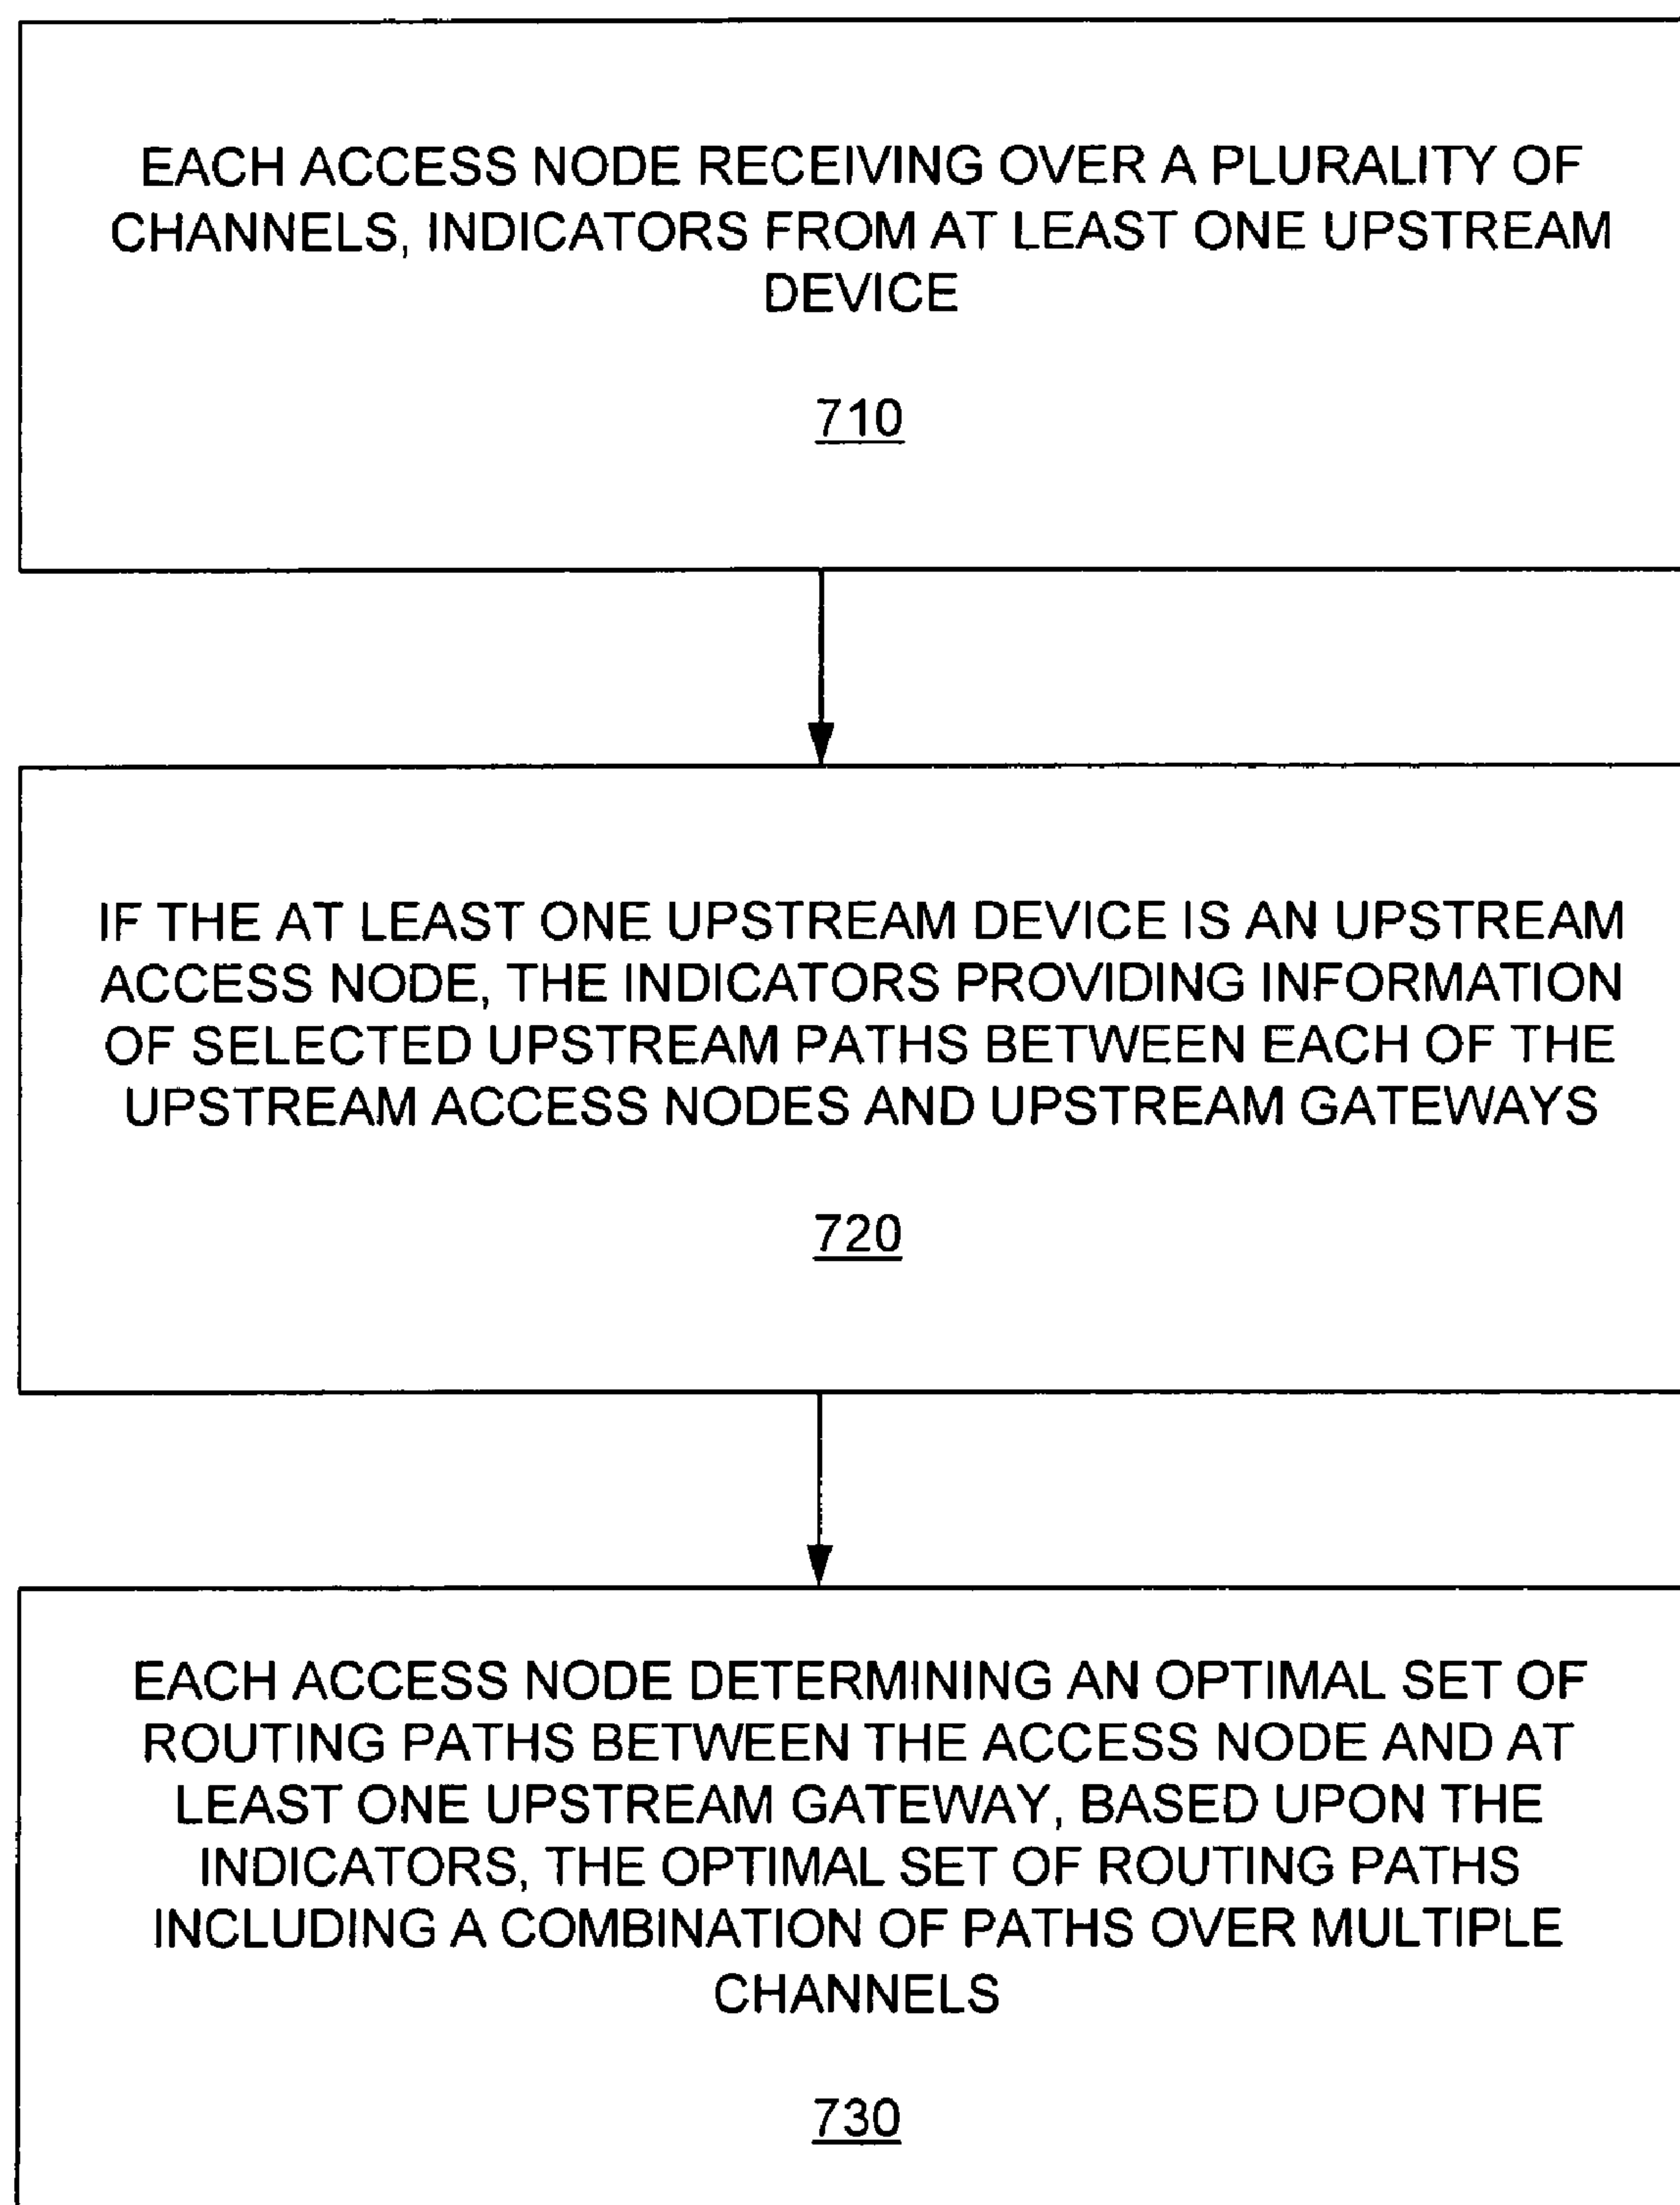 EACH ACCESS NODE RECEIVING OVER A PLURALITY OF
CHANNELS, INDICATORS FROM AT LEAST ONE UPSTREAM
DEVICE
710
IF THE AT LEAST ONE UPSTREAM DEVICE IS AN UPSTREAM
ACCESS NODE, THE INDICATORS PROVIDING INFORMATION
OF SELECTED UPSTREAM PATHS BETWEEN EACH OF THE
UPSTREAM ACCESS NODES AND UPSTREAM GATEWAYS
720
EACH ACCESS NODE DETERMINING AN OPTIMAL SET OF
ROUTING PATHS BETWEEN THE ACCESS NODE AND AT
LEAST ONE UPSTREAM GATEWAY, BASED UPON THE
INDICATORS, THE OPTIMAL SET OF ROUTING PATHS
INCLUDING A COMBINATION OF PATHS OVER MULTIPLE
CHANNELS
730